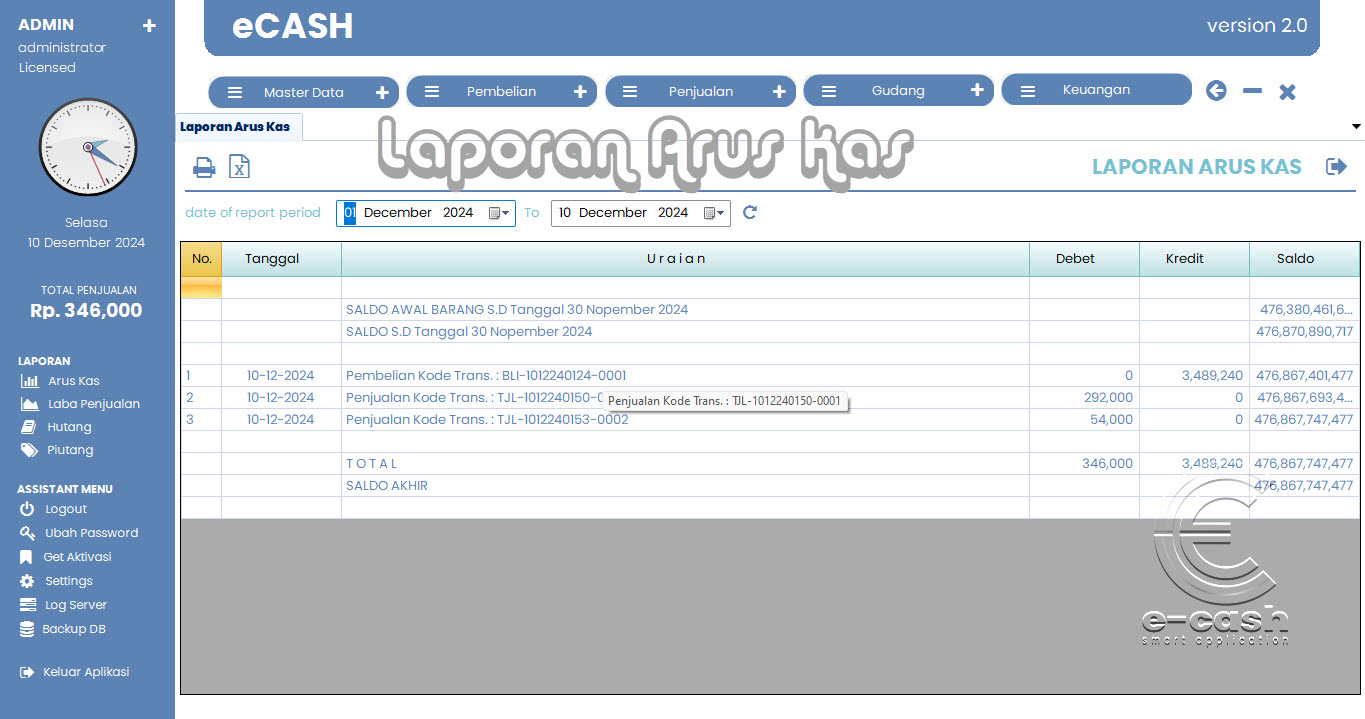 ADMIN
administrator
Licensed
Selasa
10 Desember 2024
TOTAL PENJUALAN
Rp. 346,000
LAPORAN
Arus Kas
Laba Penjualan
Hutang
Piutang
ASSISTANT MENU
Logout
Ubah Password
Get Aktivasi
Settings
Log Server
Backup DB
Keluar Aplikasi
eCASH version 2.0
Master Data Pembelian Penjualan Gudang Keuangan
Laporan Arus Kas
Laporan Arus Kas
LAPORAN ARUS KAS
date of report period 01 December 2024 To 10 December 2024
No. Tanggal U r a i a n Debet Kredit Saldo
SALDO AWAL BARANG S.D Tanggal 30 Nopember 2024 476,380,461,6...
SALDO S.D Tanggal 30 Nopember 2024 476,870,890,717
1 10-12-2024 Pembelian Kode Trans. : BLI-1012240124-0001 0 3,489,240 476,867,401,477
2 10-12-2024 Penjualan Kode Trans. : TJL-1012240150-0 292,000 0 476,867,693,4...
Penjualan Kode Trans. : TJL-1012240150-0001
3 10-12-2024 Penjualan Kode Trans. : TJL-1012240153-0002 54,000 0 476,867,747,477
T O T A L 346,000 3,489,240 476,867,747,477
SALDO AKHIR 476,867,747,477
e-cash
smart application